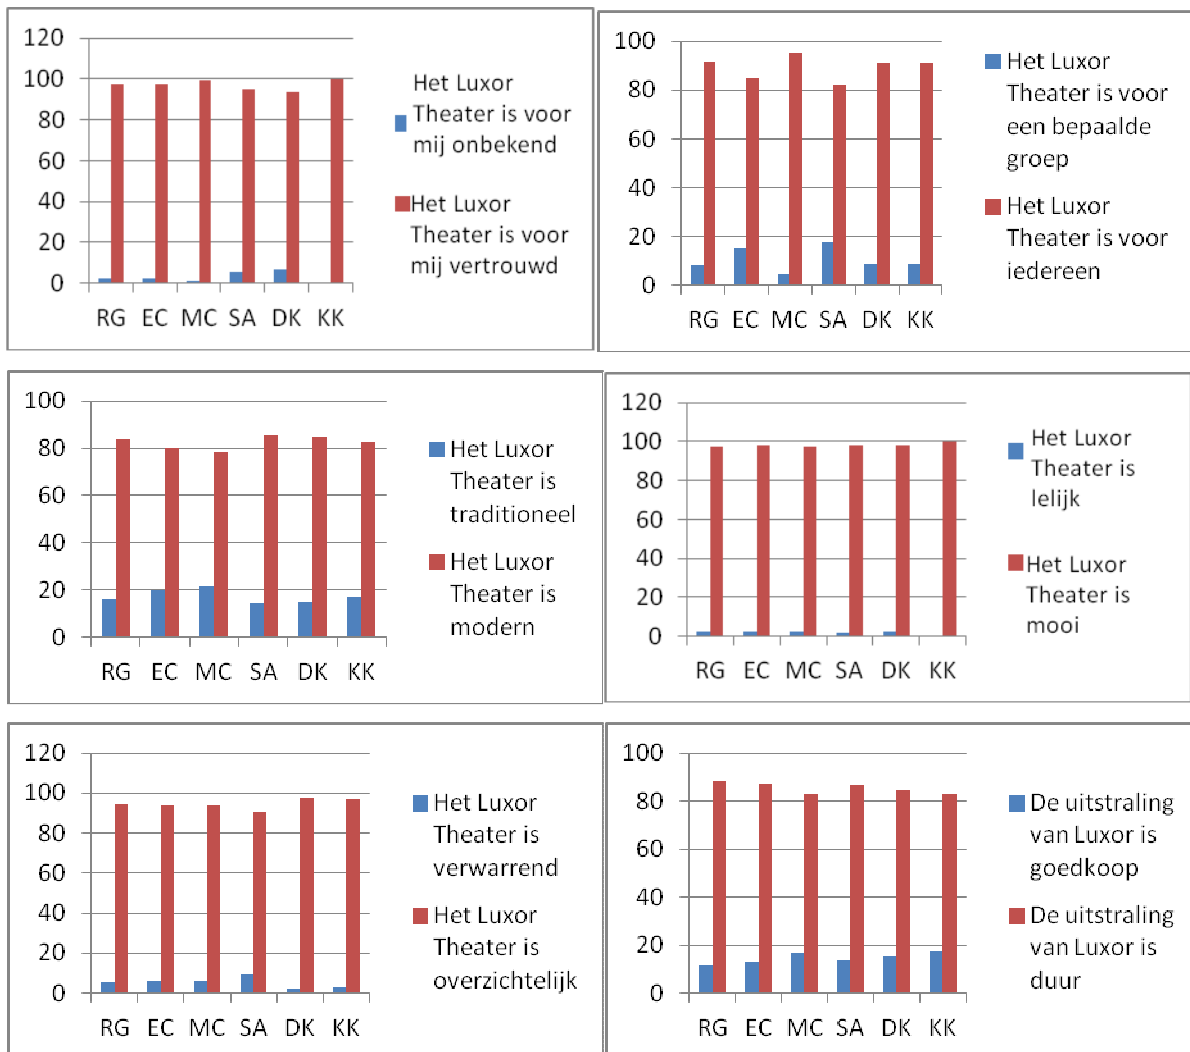 120
100
80
60
40
20
0
RG EC MC SA DK KK
Het Luxor
Theater is voor
mij onbekend
Het Luxor
Theater is voor
mij vertrouwd
100
80
60
40
20
0
RG EC MC SA DK KK
Het Luxor
Theater is voor
een bepaalde
groep
Het Luxor
Theater is voor
iedereen
100
80
60
40
20
0
RG EC MC SA DK KK
Het Luxor
Theater is
traditioneel
Het Luxor
Theater is
modern
120
100
80
60
40
20
0
RG EC MC SA DK KK
Het Luxor
Theater is
lelijk
Het Luxor
Theater is
mooi
120
100
80
60
40
20
0
RG EC MC SA DK KK
Het Luxor
Theater is
verwarrend
Het Luxor
Theater is
overzichtelijk
100
80
60
40
20
0
RG EC MC SA DK KK
De uitstraling
van Luxor is
goedkoop
De uitstraling
van Luxor is
duur